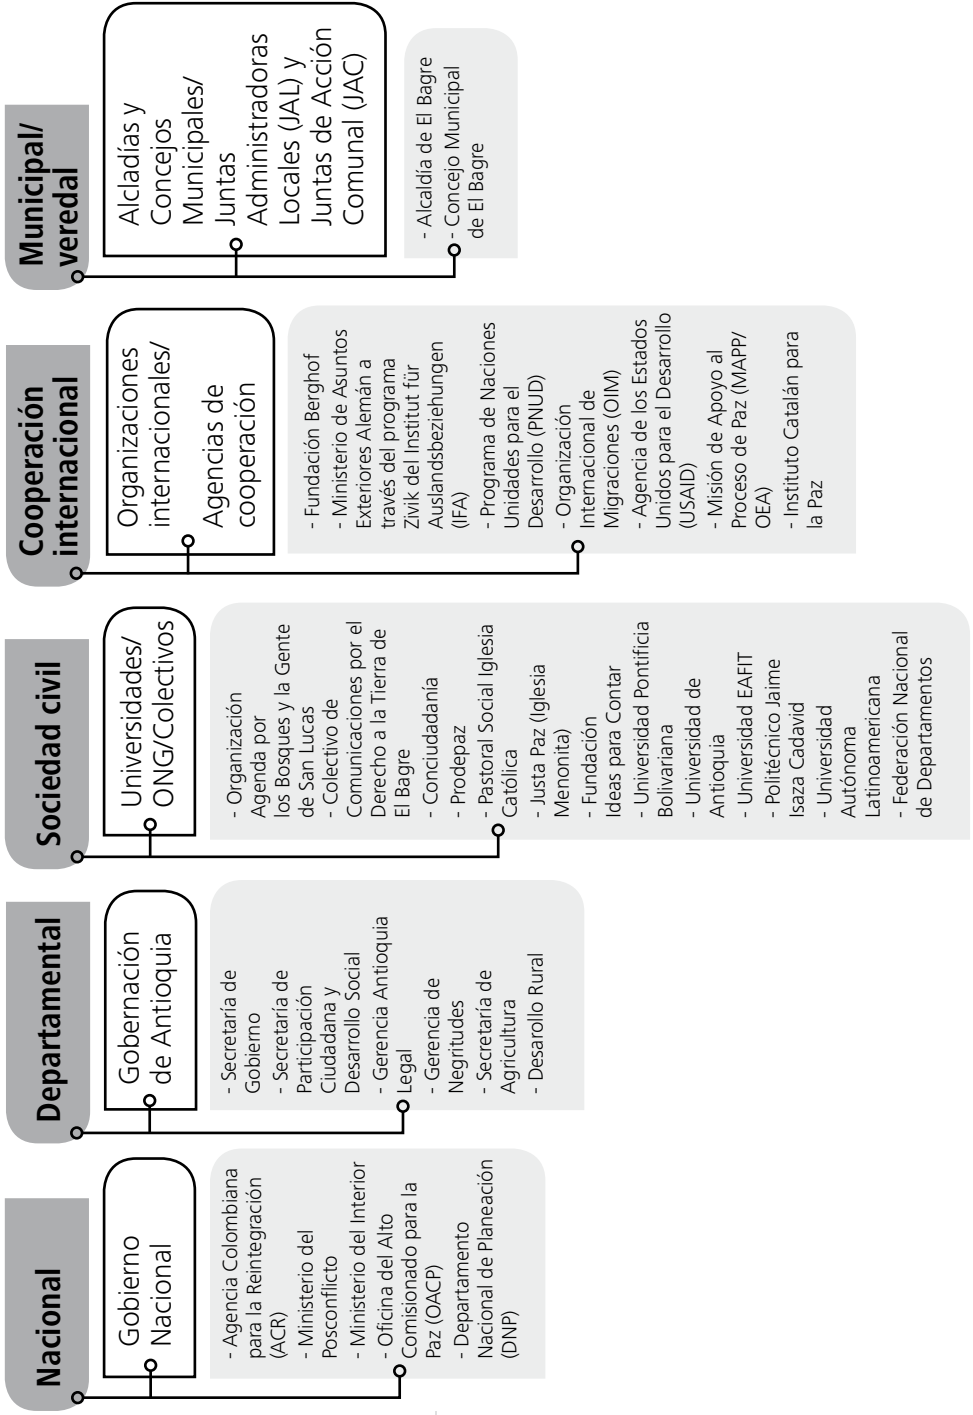 Nacional
Gobierno
Nacional
- Agencia Colombiana
para la Reintegración
(ACR)
- Ministerio del
Posconflicto
- Ministerio del Interior
- Oficina del Alto
Comisionado para la
Paz (OACP)
- Departamento
Nacional de Planeación
(DNP)
Departamental
Gobernación
de Antioquia
- Secretaría de
Gobierno
- Secretaría de
Participación
Ciudadana y
Desarrollo Social
- Gerencia Antioquia
Legal
- Gerencia de
Negritudes
- Secretaría de
Agricultura
- Desarollo Rural
Sociedad civil
Universidades/
ONG/Colectivos
- Organización
Agenda por
los Bosques y la Gente
de San Lucas
- Colectivo de
Comunicaciones por el
Derecho a la Tierra de
El Bagre
- Conciudadanía
- Prodepaz
- Pastoral Social Iglesia
Católica
- Justa Paz (Iglesia
Menonita)
- Fundación
Ideas para Contar
- Universidad Pontificia
Bolivariana
- Universidad de
Antioquia
- Universidad EAFIT
- Politécnico Jaime
Isaza Cadavid
- Universidad
Autónoma
Latinoamericana
- Federación Nacional
de Departamentos
Cooperación
internacional
Organizaciones
internacionales/
Agencias de
cooperación
- Fundación Berghof
- Ministerio de Asuntos
Exteriores Alemán a
través del programa
Zivik del Institut für
Auslandsbeziehungen
(IFA)
- Programa de Naciones
Unidades para el
Desarrollo (PNUD)
- Organización
Internacional de
Migraciones (OIM)
- Agencia de los Estados
Unidos para el Desarrollo
(USAID)
- Misión de Apoyo al
Proceso de Paz (MAPP/
OEA)
- Instituto Catalán para
la Paz
Municipal/
veredal
Alcladías y
Concejos
Municipales/
Juntas
Administradoras
Locales (JAL) y
Juntas de Acción
Comunal (JAC)
- Alcaldía de El Bagre
- Concejo Municipal
de El Bagre